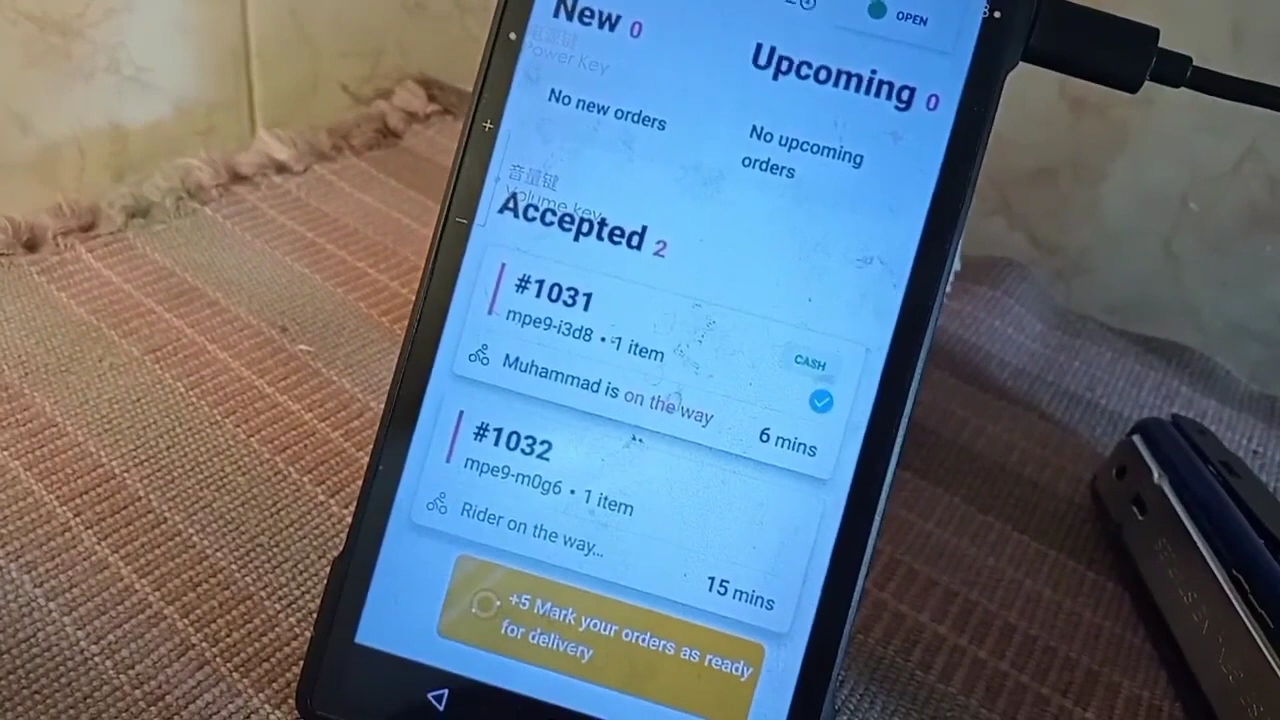 OPEN
New 0
电源键
Power Key
Upcoming 0
No new orders
No upcoming
orders
音量键
Volume key
Accepted 2
#1031
mpe9-i3d8 • 1 item
CASH
Muhammad is on the way
6 mins
#1032
mpe9-m0g6 • 1 item
Rider on the way...
15 mins
+5 Mark your orders as ready
for delivery
+
−